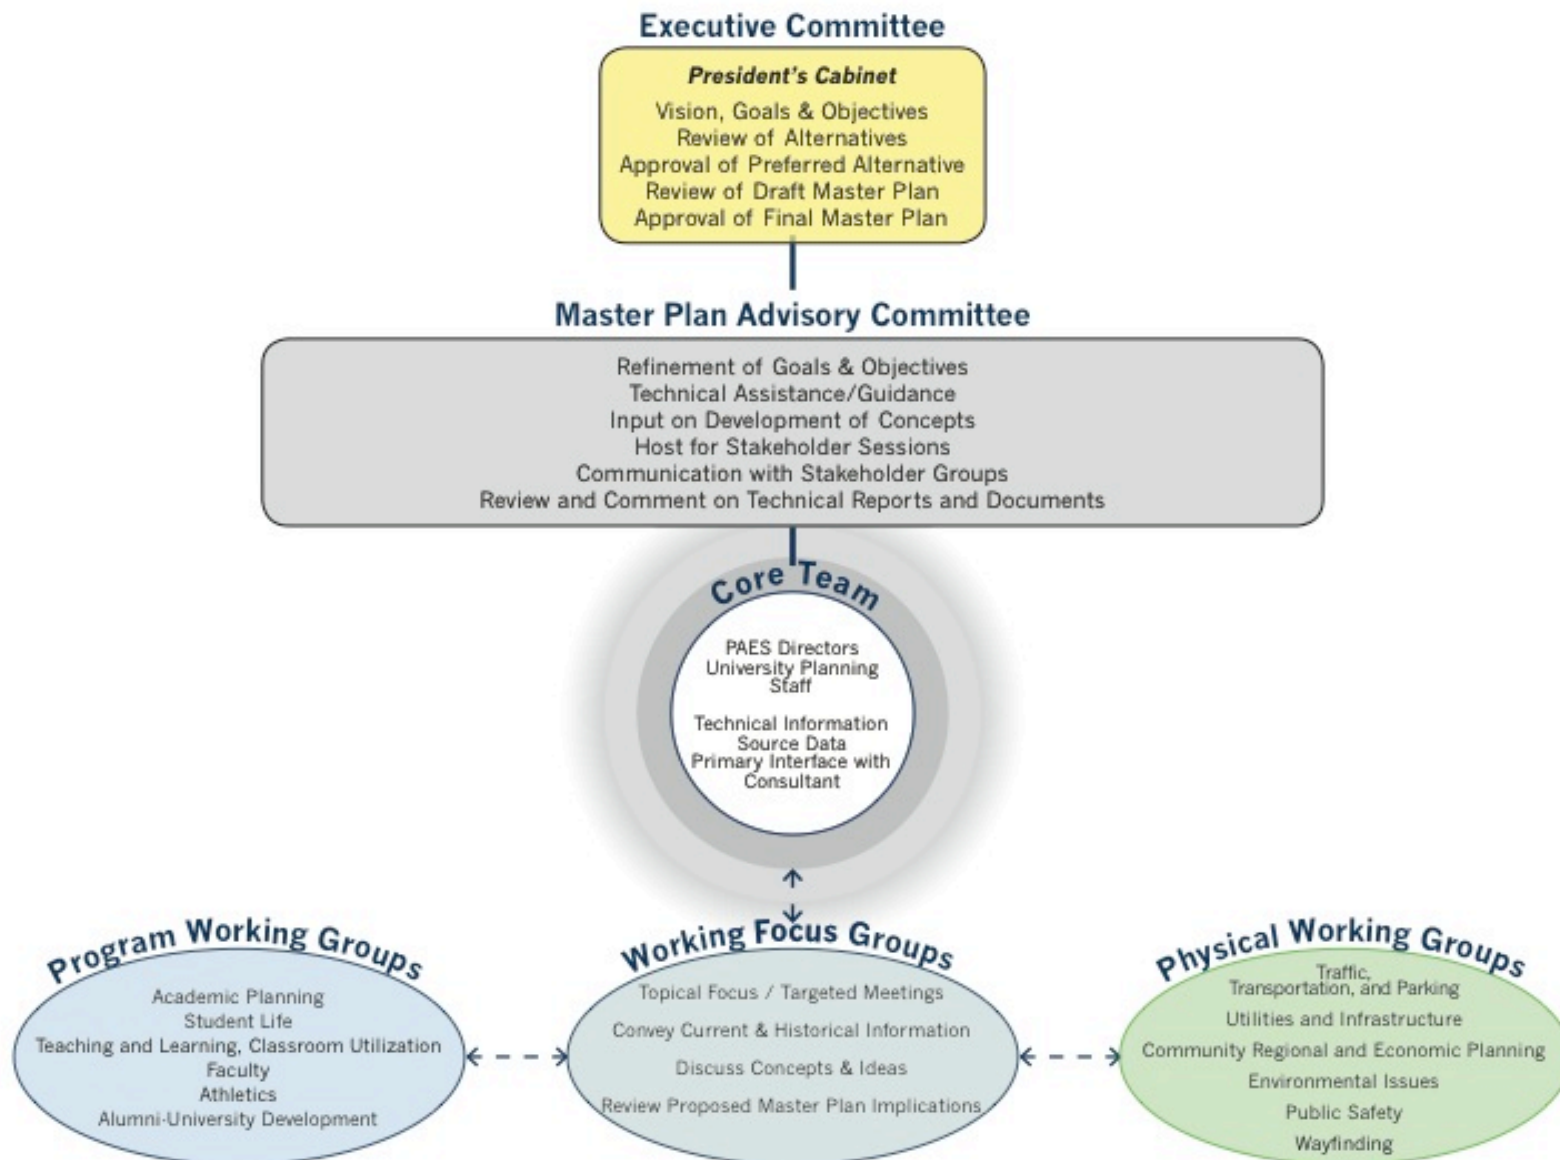 Executive Committee
President's Cabinet
Vision, Goals & Objectives
Review of Alternatives
Approval of Preferred Alternative
Review of Draft Master Plan
Approval of Final Master Plan
Master Plan Advisory Committee
Refinement of Goals & Objectives
Technical Assistance/Guidance
Input on Development of Concepts
Host for Stakeholder Sessions
Communication with Stakeholder Groups
Review and Comment on Technical Reports and Documents
Core Team
PAES Directors
University Planning
Staff
Technical Information
Source Data
Primary Interface with
Consultant
Program Working Groups
Academic Planning
Student Life
Teaching and Learning, Classroom Utilization
Faculty
Athletics
Alumni-University Development
Working Focus Groups
Topical Focus / Targeted Meetings
Convey Current & Historical Information
Discuss Concepts & Ideas
Review Proposed Master Plan Implications
Physical Working Groups
Traffic,
Transportation, and Parking
Utilities and Infrastructure
Community Regional and Economic Planning
Environmental Issues
Public Safety
Wayfinding